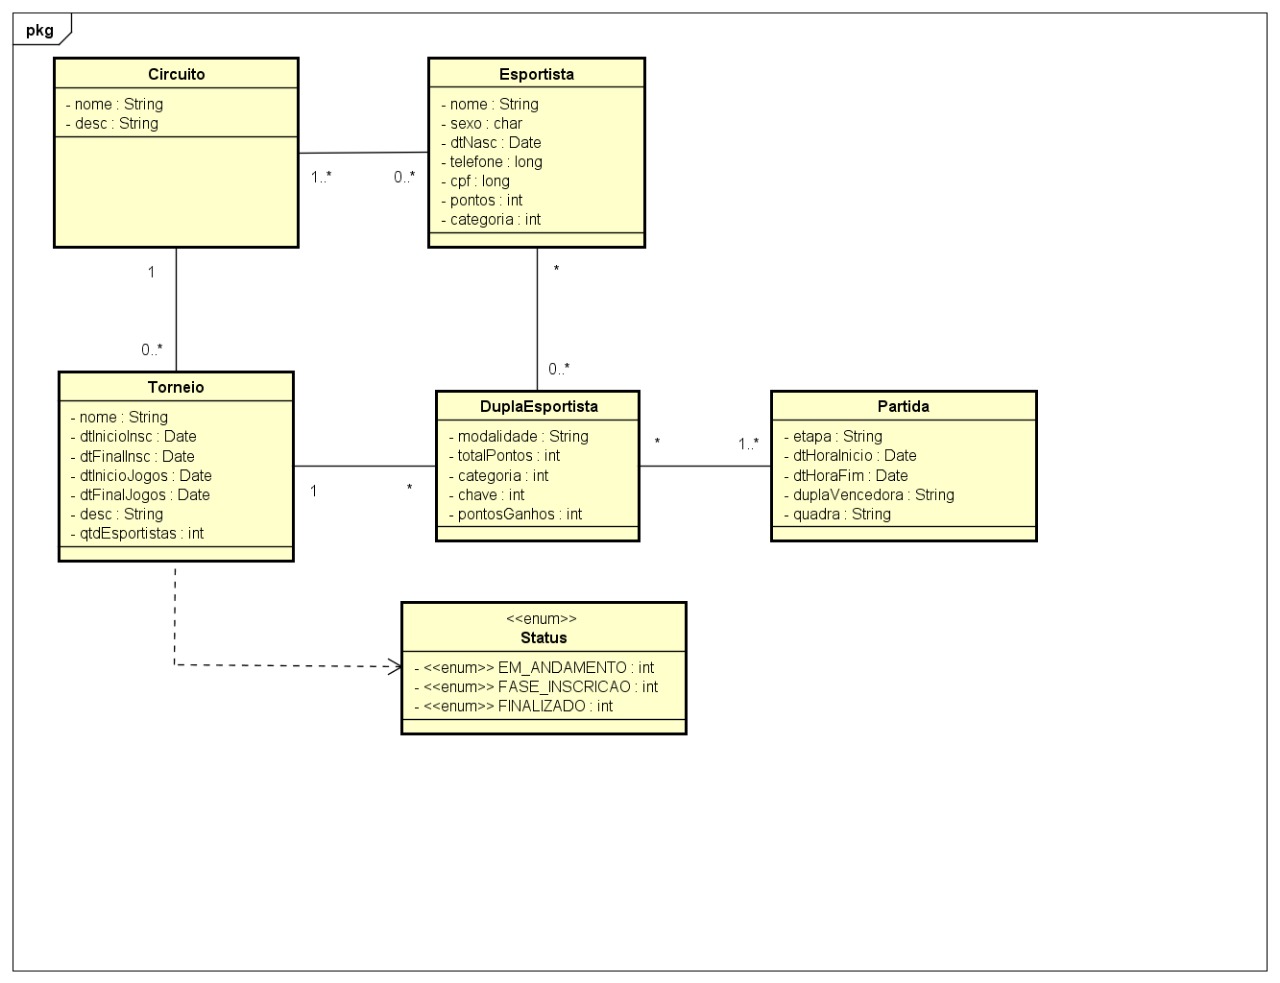 pkg
Circuito
- nome : String
- desc : String
Esportista
- nome : String
- sexo : char
- dtNasc : Date
- telefone : long
- cpf : long
- pontos : int
- categoria : int
1..*
0..*
1
0..*
*
0..*
Torneio
- nome : String
- dtInicioInsc : Date
- dtFinalInsc : Date
- dtInicioJogos : Date
- dtFinalJogos : Date
- desc : String
- qtdEsportistas : int
1
*
DuplaEsportista
- modalidade : String
- totalPontos : int
- categoria : int
- chave : int
- pontosGanhos : int
*
1..*
Partida
- etapa : String
- dtHoraInicio : Date
- dtHoraFim : Date
- duplaVencedora : String
- quadra : String
<<enum>>
Status
- <<enum>> EM_ANDAMENTO : int
- <<enum>> FASE_INSCRICAO : int
- <<enum>> FINALIZADO : int